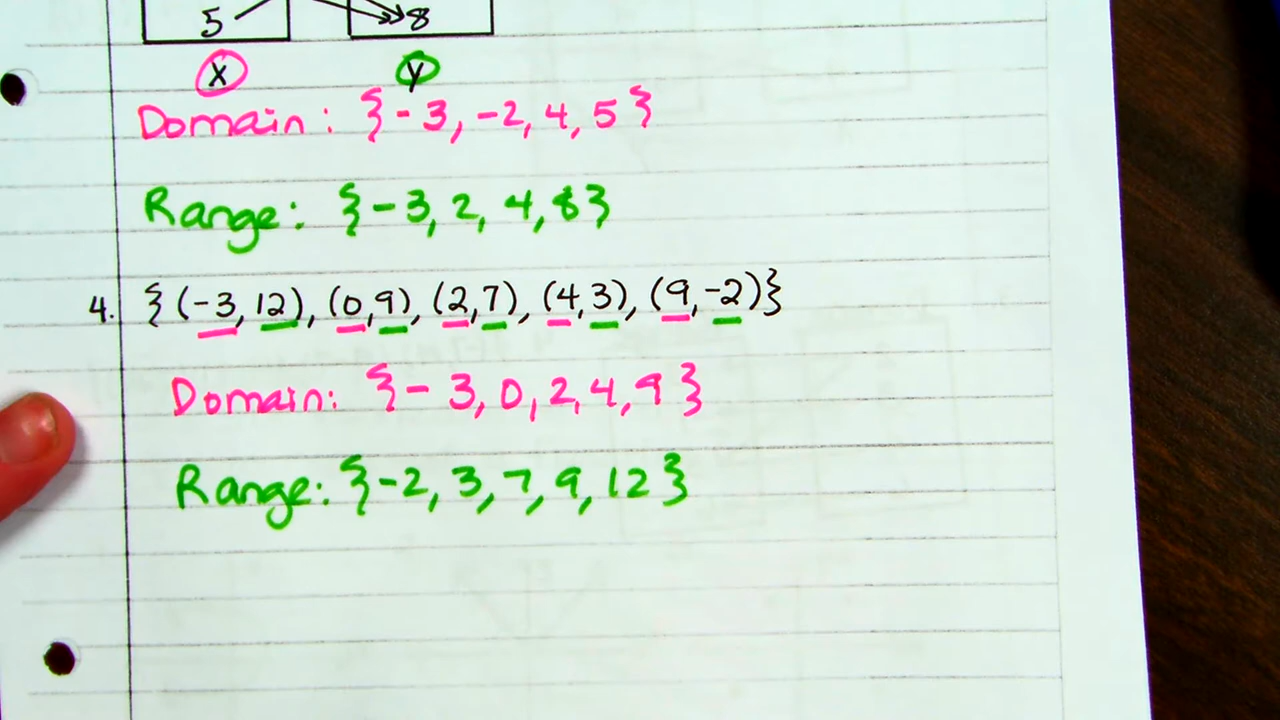 5 8
x y
Domain: {-3, -2, 4, 5}
Range: {-3, 2, 4, 8}
4. {(-3, 12), (0,9), (2,7), (4,3), (9,-2)}
Domain: {-3, 0, 2, 4, 9}
Range: {-2, 3, 7, 9, 12}